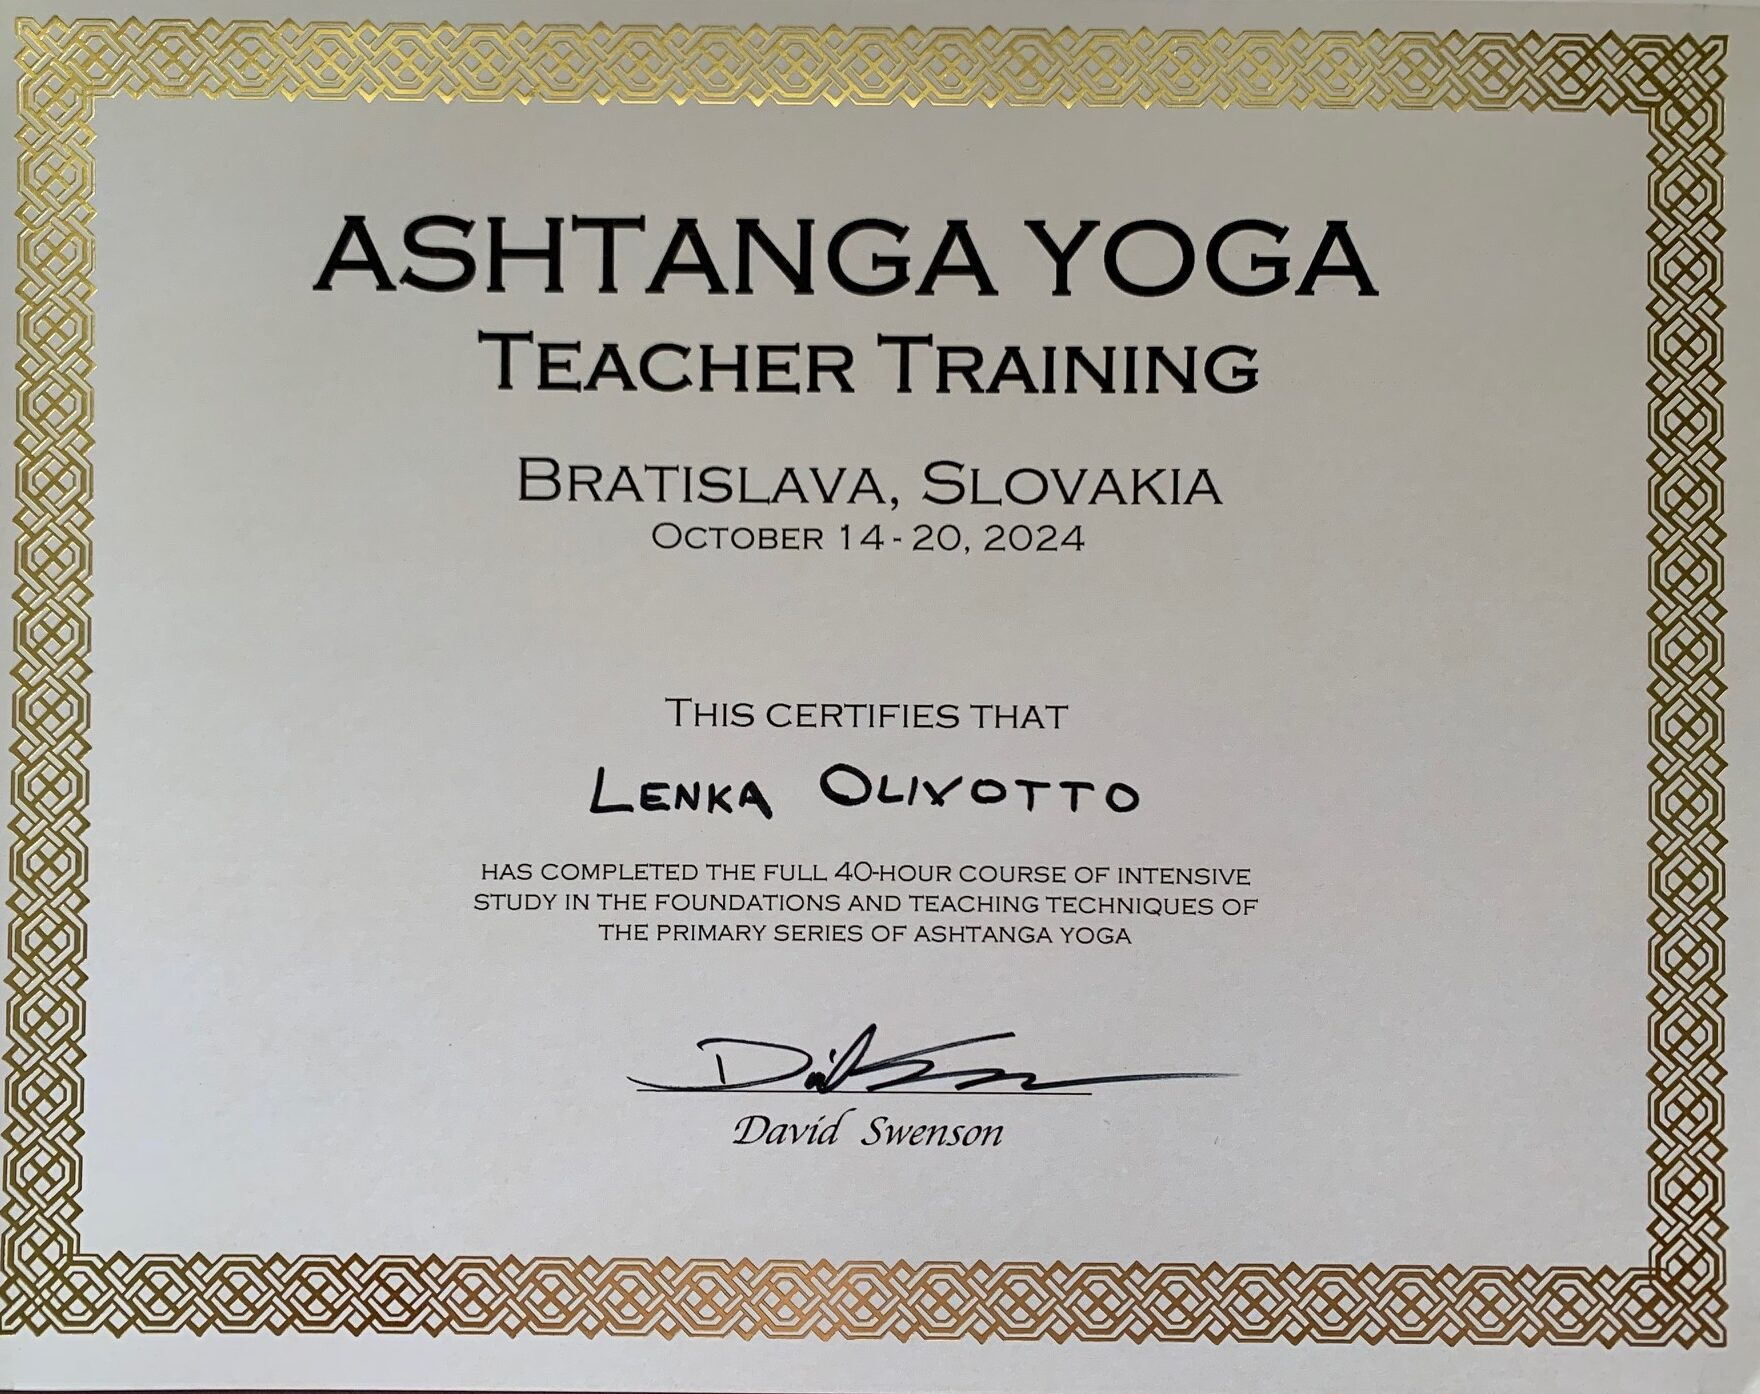 ASHTANGA YOGA
TEACHER TRAINING
BRATISLAVA, SLOVAKIA
OCTOBER 14 - 20, 2024
THIS CERTIFIES THAT
LENKA OLIVOTTO
HAS COMPLETED THE FULL 40-HOUR COURSE OF INTENSIVE
STUDY IN THE FOUNDATIONS AND TEACHING TECHNIQUES OF
THE PRIMARY SERIES OF ASHTANGA YOGA
David Swenson